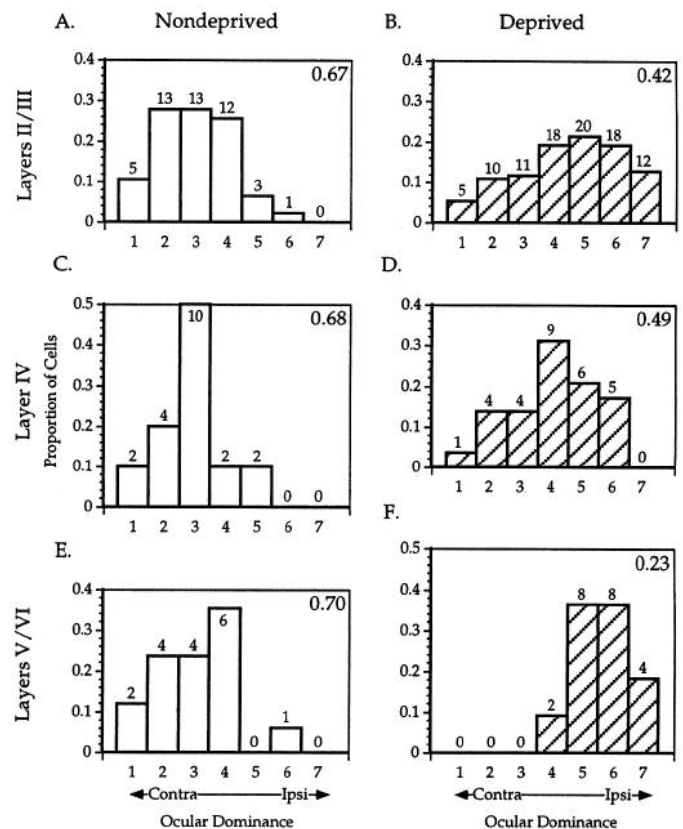 Nondeprived
Deprived
A.
0.67
Layers II/III
0.4
0.3
0.2
0.1
0
5 13 13 12 3 1 0
1 2 3 4 5 6 7
B.
0.42
0.4
0.3
0.2
0.1
0
5 10 11 18 20 18 12
1 2 3 4 5 6 7
C.
0.68
Layer IV
Proportion of Cells
0.5
0.4
0.3
0.2
0.1
0
2 4 10 2 2 0 0
1 2 3 4 5 6 7
D.
0.49
0.4
0.3
0.2
0.1
0
1 4 4 9 6 5 0
1 2 3 4 5 6 7
E.
0.70
Layers V/VI
0.4
0.3
0.2
0.1
0
2 4 4 6 0 1 0
1 2 3 4 5 6 7
Contra Ipsi
Ocular Dominance
F.
0.23
0.5
0.4
0.3
0.2
0.1
0
0 0 0 2 8 8 4
1 2 3 4 5 6 7
Contra Ipsi
Ocular Dominance